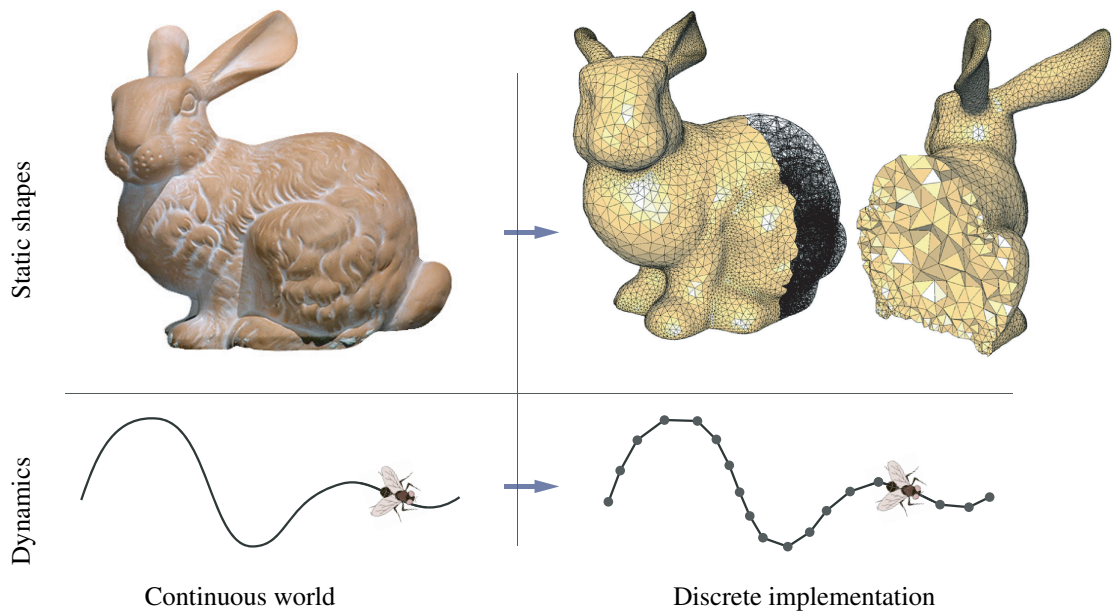 Static shapes
Dynamics
Continuous world
Discrete implementation